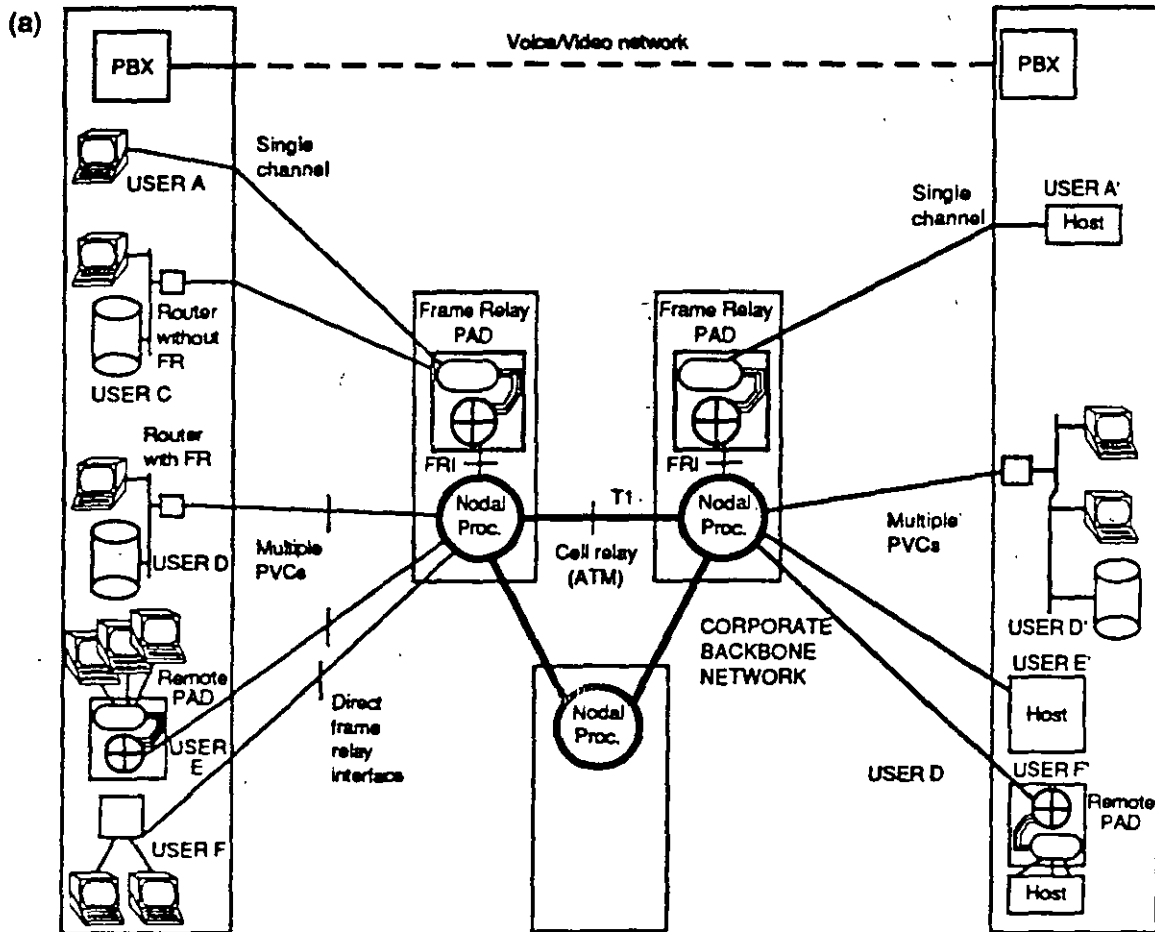 (a)
Voice/Video network
PBX
PBX
Single
channel
USER A
USER A'
Single
channel
Host
Router
without
FR
USER C
Frame Relay
PAD
Frame Relay
PAD
Router
with FR
FRI
FRI
Nodal
Proc.
T1
Nodal
Proc.
USER D
Multiple
PVCs
Cell relay
(ATM)
Multiple
PVCs
USER D'
CORPORATE
BACKBONE
NETWORK
Remote
PAD
USER
E
Direct
frame
relay
interface
Nodal
Proc.
USER E'
Host
USER D
USER F'
Remote
PAD
USER F
Host